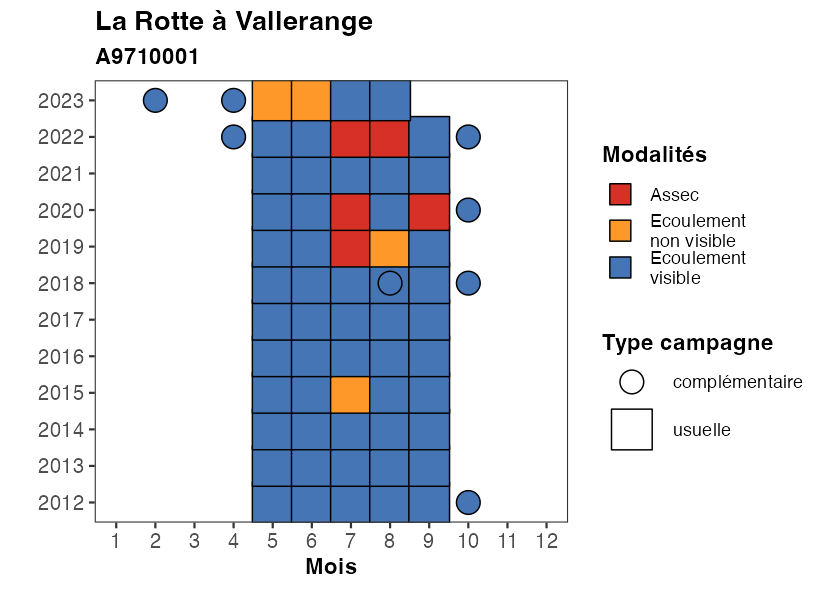 La Rotte à Vallerange
A9710001
2023
2022
2021
2020
2019
2018
2017
2016
2015
2014
2013
2012
1 2 3 4 5 6 7 8 9 10 11 12
Mois
Modalités
Assec
Ecoulement
non visible
Ecoulement
visible
Type campagne
complémentaire
usuelle